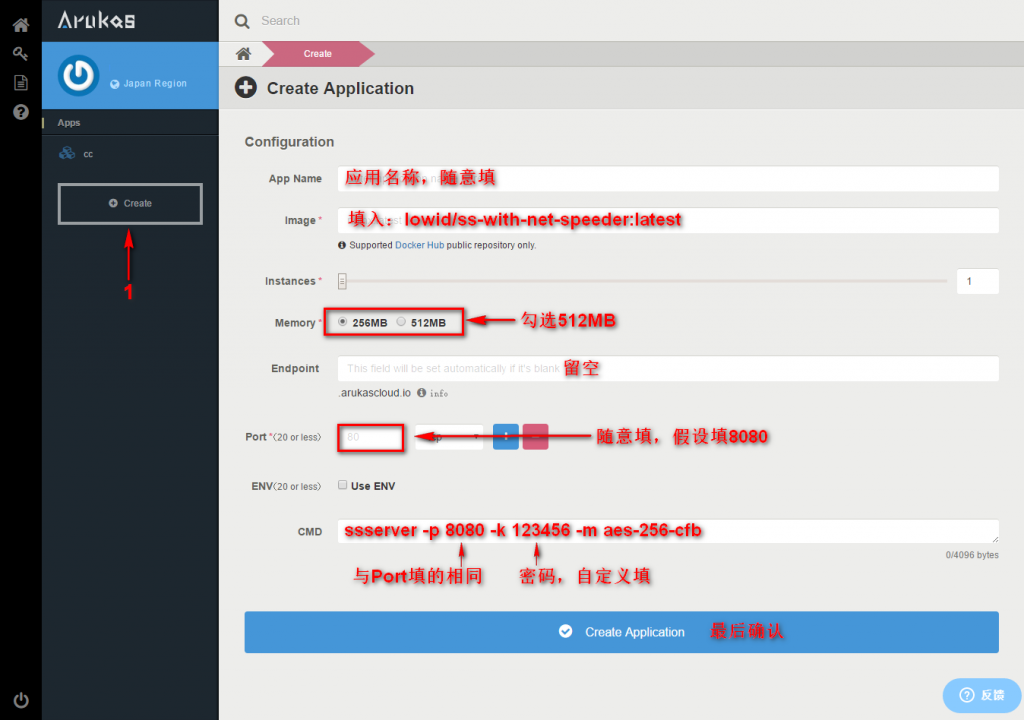 Arukas
Search
Japan Region
Create
Create Application
Apps
cc
Create
1
Configuration
App Name
应用名称，随意填
Image *
填入：lowid/ss-with-net-speeder:latest
Supported Docker Hub public repository only.
Instances *
1
Memory *
256MB
512MB
勾选512MB
Endpoint
This field will be set automatically if it's blank
留空
.arukascloud.io
info
Port *(20 or less)
80
随意填，假设填8080
ENV(20 or less)
Use ENV
CMD
ssserver -p 8080 -k 123456 -m aes-256-cfb
0/4096 bytes
与Port填的相同
密码，自定义填
Create Application
最后确认
反馈